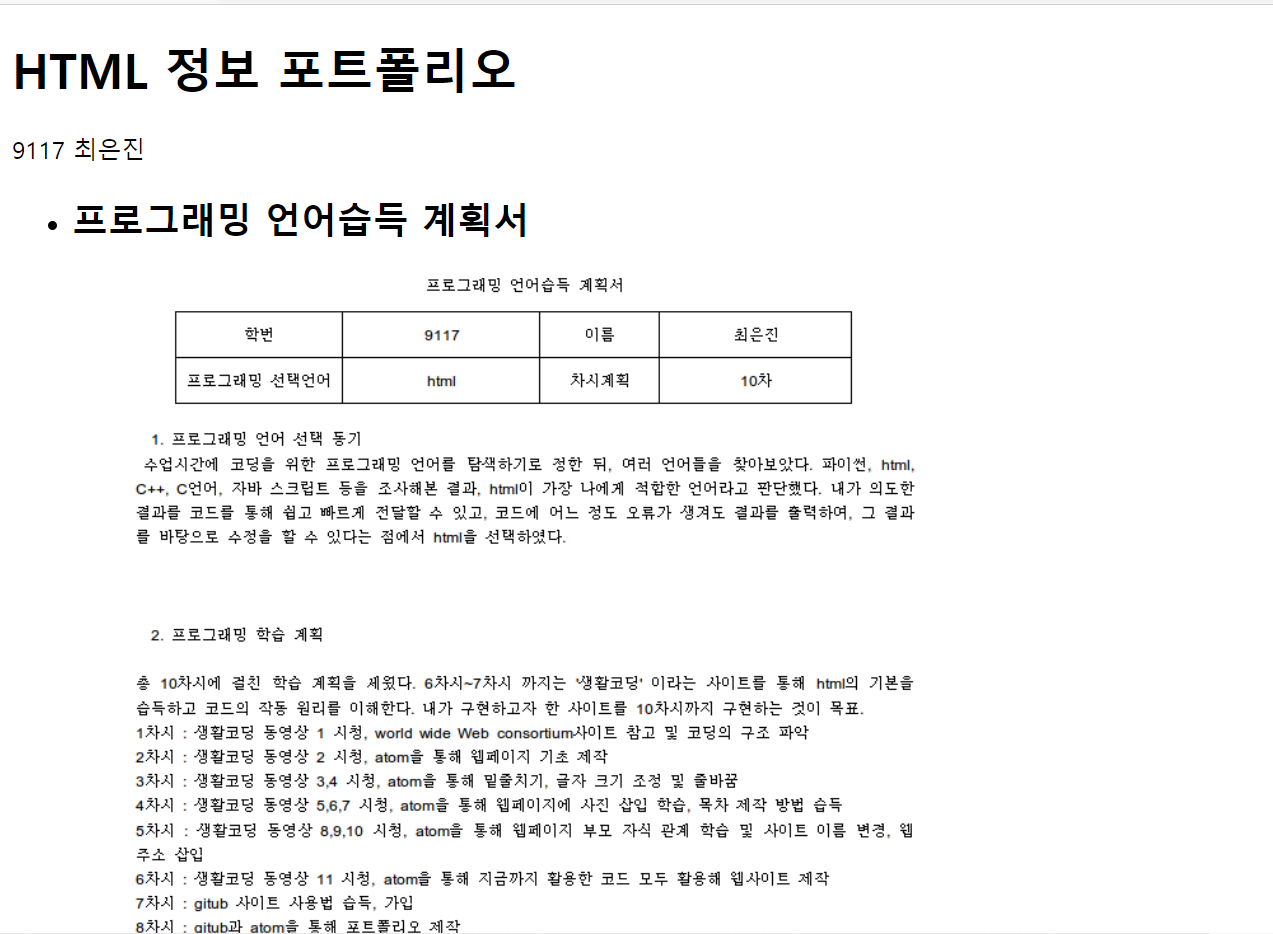 HTML 정보 포트폴리오
9117 최은진
• 프로그래밍 언어습득 계획서
프로그래밍 언어습득 계획서
학번 9117 이름 최은진
프로그래밍 선택언어 html 차시계획 10차
1. 프로그래밍 언어 선택 동기
수업시간에 코딩을 위한 프로그래밍 언어를 탐색하기로 정한 뒤, 여러 언어들을 찾아보았다. 파이썬, html,
C++, C언어, 자바 스크립트 등을 조사해본 결과, html이 가장 나에게 적합한 언어라고 판단했다. 내가 의도한
결과를 코드를 통해 쉽고 빠르게 전달할 수 있고, 코드에 어느 정도 오류가 생겨도 결과를 출력하며, 그 결과
를 바탕으로 수정을 할 수 있다는 점에서 html을 선택하였다.
2. 프로그래밍 학습 계획
총 10차시에 걸친 학습 계획을 세웠다. 6차시~7차시 까지는 '생활코딩' 이라는 사이트를 통해 html의 기본을
습득하고 코드의 작동 원리를 이해한다. 내가 구현하고자 한 사이트를 10차시까지 구현하는 것이 목표.
1차시 : 생활코딩 동영상 1 시청, world wide Web consortium사이트 참고 및 코딩의 구조 파악
2차시 : 생활코딩 동영상 2 시청, atom을 통해 웹페이지 기초 제작
3차시 : 생활코딩 동영상 3,4 시청, atom을 통해 밑줄치기, 글자 크기 조정 및 줄바꿈
4차시 : 생활코딩 동영상 5,6,7 시청, atom을 통해 웹페이지에 사진 삽입 학습, 목차 제작 방법 습득
5차시 : 생활코딩 동영상 8,9,10 시청, atom을 통해 웹페이지 부모 자식 관계 학습 및 사이트 이름 변경, 웹
주소 삽입
6차시 : 생활코딩 동영상 11 시청, atom을 통해 지금까지 활용한 코드 모두 활용해 웹사이트 제작
7차시 : gitub 사이트 사용법 습득, 가입
8차시 : gitub과 atom을 통해 포트폴리오 제작